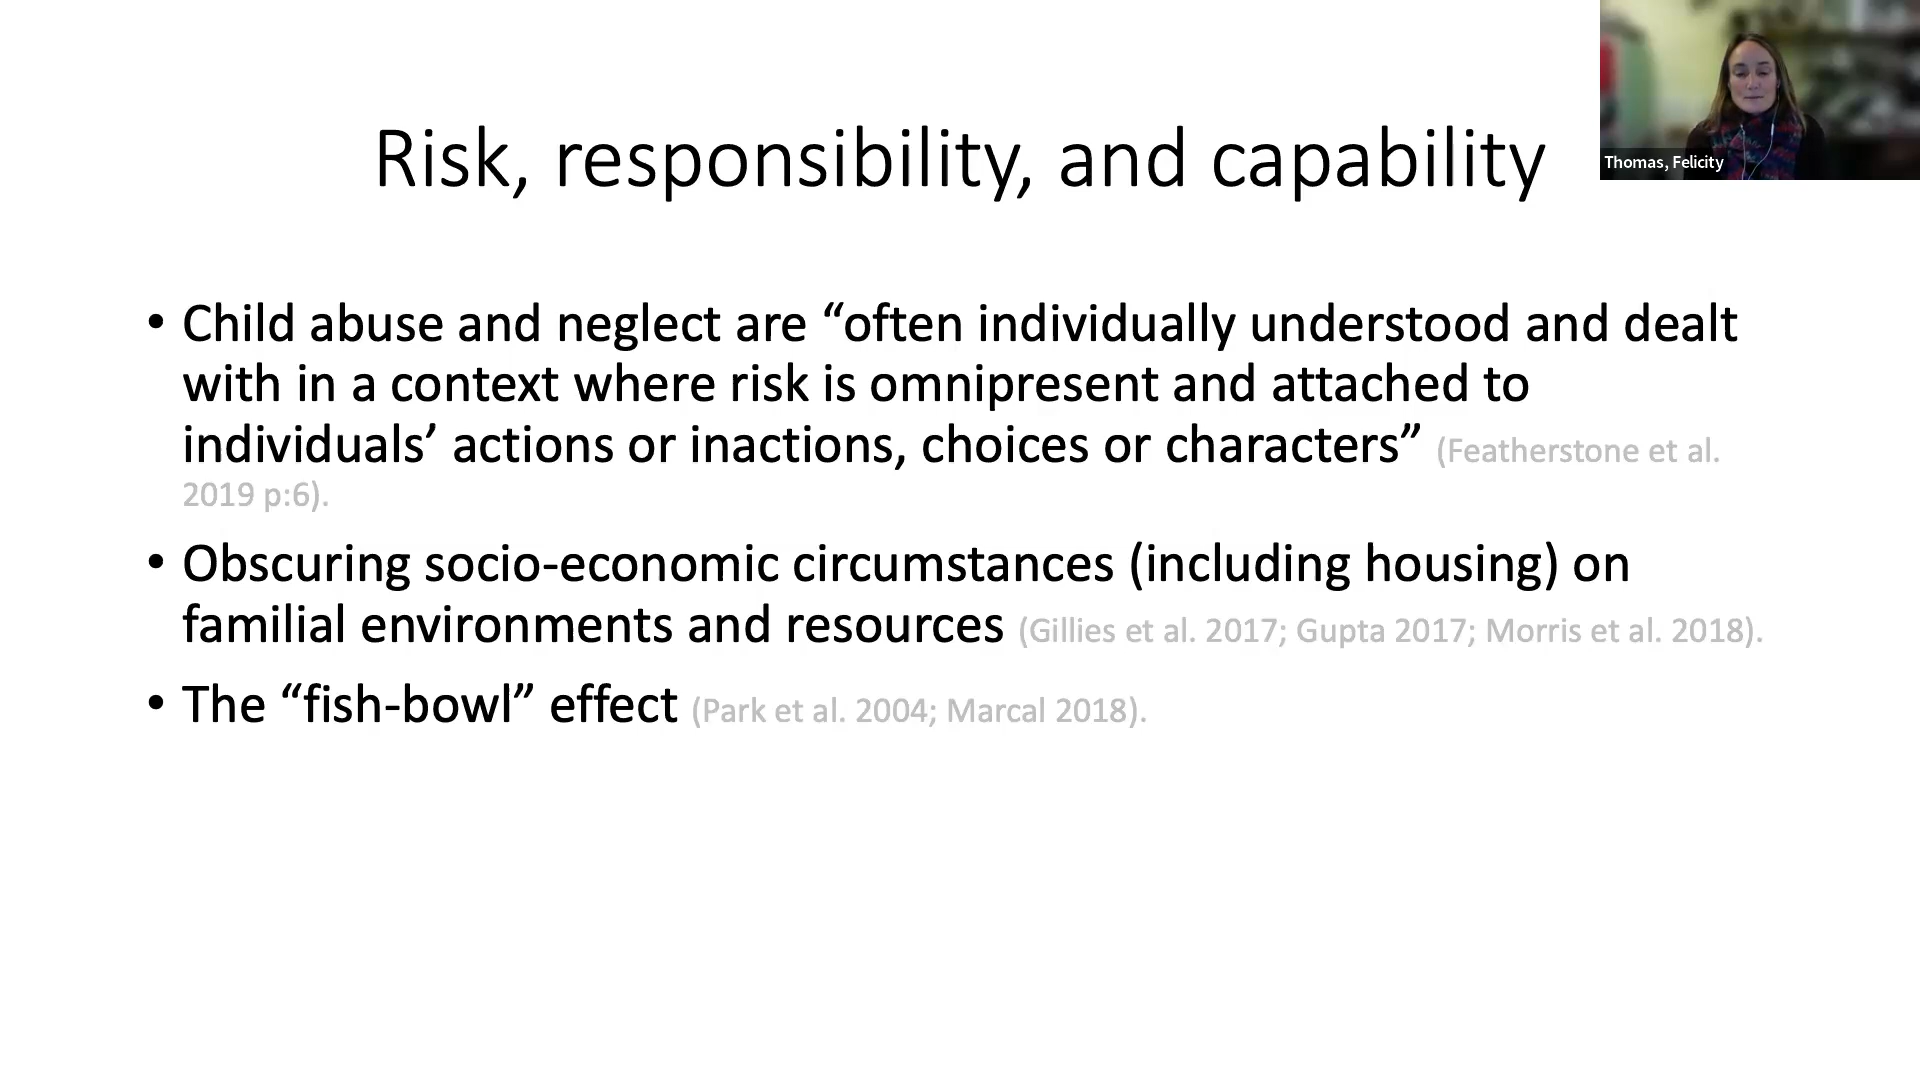 Thomas, Felicity
Risk, responsibility, and capability
• Child abuse and neglect are “often individually understood and dealt
with in a context where risk is omnipresent and attached to
individuals’ actions or inactions, choices or characters” (Featherstone et al.
2019 p:6).
• Obscuring socio-economic circumstances (including housing) on
familial environments and resources (Gillies et al. 2017; Gupta 2017; Morris et al. 2018).
• The “fish-bowl” effect (Park et al. 2004; Marcal 2018).